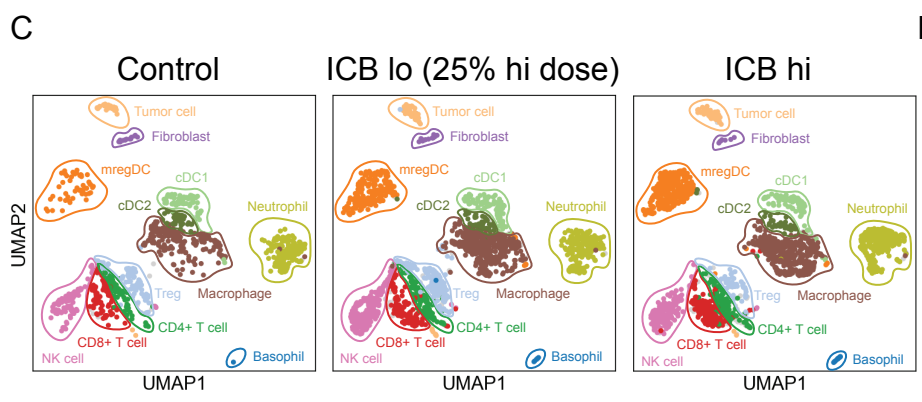 C
Control
ICB lo (25% hi dose)
ICB hi
UMAP2
Tumor cell
Fibroblast
mregDC
cDC1
cDC2
Neutrophil
Treg
Macrophage
CD4+ T cell
CD8+ T cell
NK cell
Basophil
UMAP1
Tumor cell
Fibroblast
mregDC
cDC1
cDC2
Neutrophil
Treg
Macrophage
CD4+ T cell
CD8+ T cell
NK cell
Basophil
UMAP1
Tumor cell
Fibroblast
mregDC
cDC1
cDC2
Neutrophil
Treg
Macrophage
CD4+ T cell
CD8+ T cell
NK cell
Basophil
UMAP1